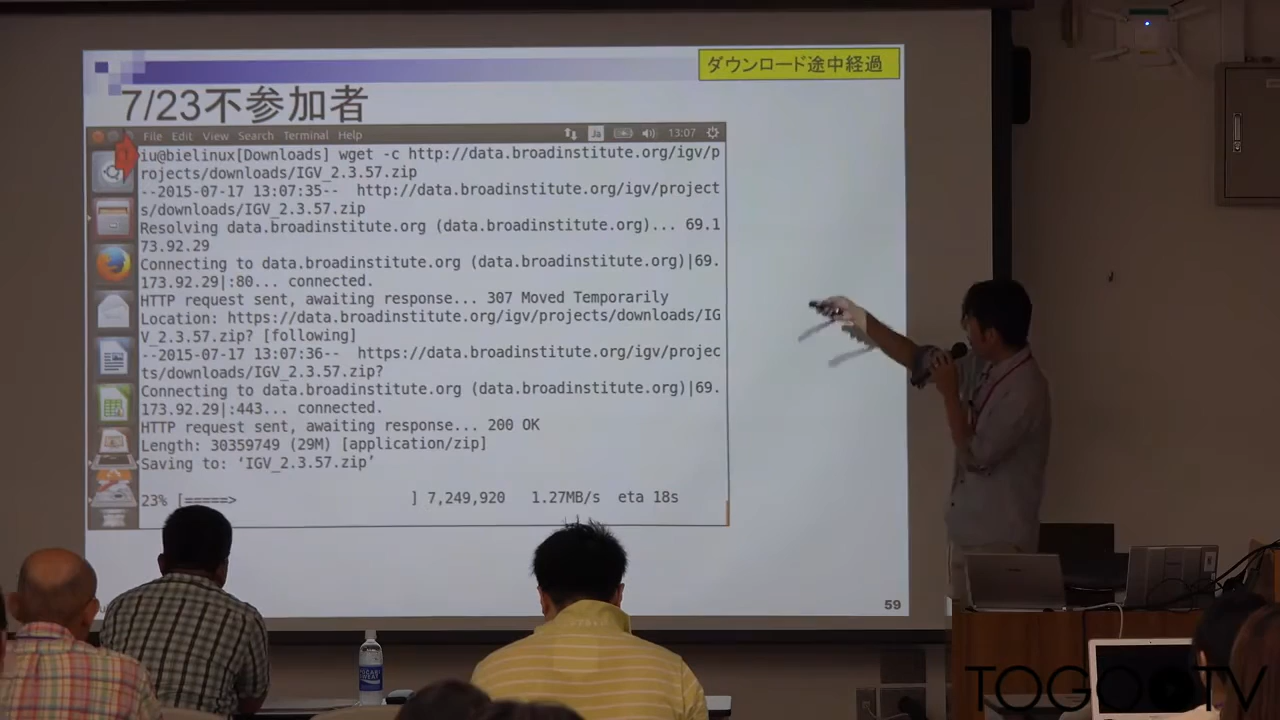 ダウンロード途中経過
7/23不参加者
File Edit View Search Terminal Help
Ja
13:07
iu@bielinux[Downloads] wget -c http://data.broadinstitute.org/igv/p
rojects/downloads/IGV_2.3.57.zip
--2015-07-17 13:07:35-- http://data.broadinstitute.org/igv/project
s/downloads/IGV_2.3.57.zip
Resolving data.broadinstitute.org (data.broadinstitute.org)... 69.1
73.92.29
Connecting to data.broadinstitute.org (data.broadinstitute.org)|69.
173.92.29|:80... connected.
HTTP request sent, awaiting response... 307 Moved Temporarily
Location: https://data.broadinstitute.org/igv/projects/downloads/IG
V_2.3.57.zip? [following]
--2015-07-17 13:07:36-- https://data.broadinstitute.org/igv/projec
ts/downloads/IGV_2.3.57.zip?
Connecting to data.broadinstitute.org (data.broadinstitute.org)|69.
173.92.29|:443... connected.
HTTP request sent, awaiting response... 200 OK
Length: 30359749 (29M) [application/zip]
Saving to: ‘IGV_2.3.57.zip’
23% [=====> ] 7,249,920 1.27MB/s eta 18s
59
POCARI
SWEAT
TOGO TV